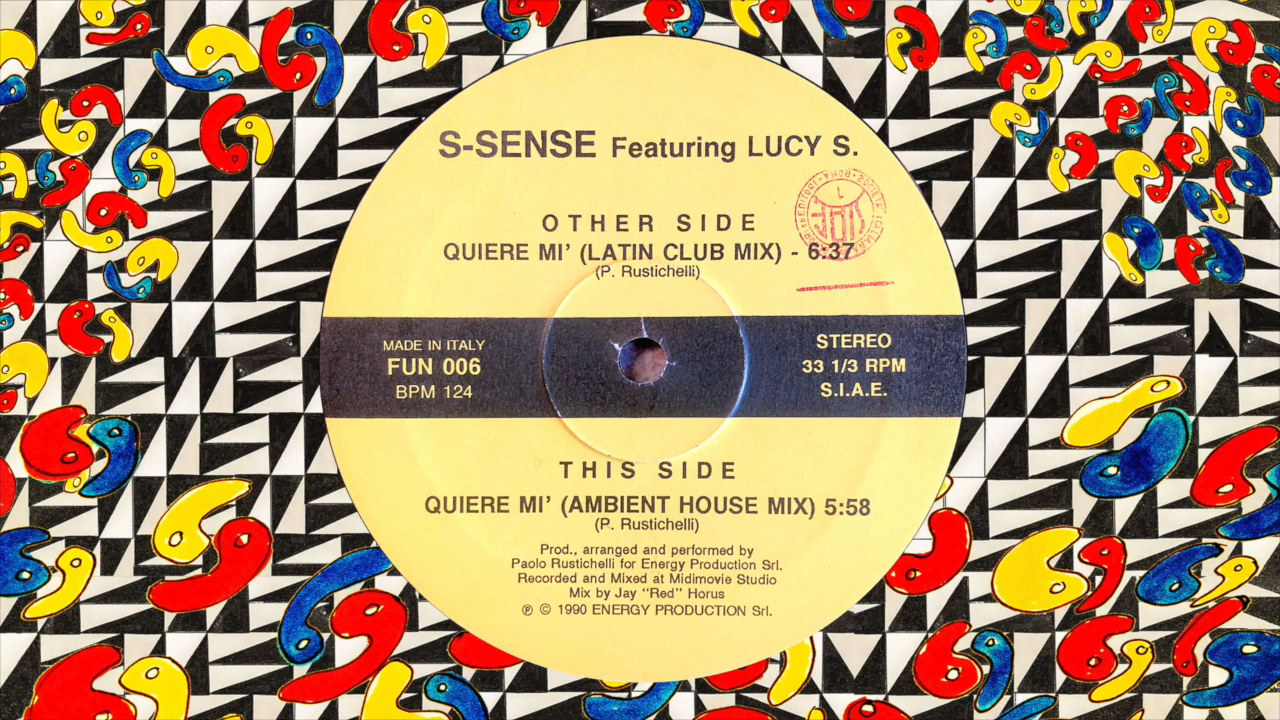 S-SENSE Featuring LUCY S.
OTHER SIDE
QUIERE MI' (LATIN CLUB MIX) - 6:37
(P. Rustichelli)
MADE IN ITALY
FUN 006
BPM 124
STEREO
33 1/3 RPM
S.I.A.E.
THIS SIDE
QUIERE MI' (AMBIENT HOUSE MIX) 5:58
(P. Rustichelli)
Prod., arranged and performed by
Paolo Rustichelli for Energy Production Srl.
Recorded and Mixed at Midimovie Studio
Mix by Jay "Red" Horus
℗ © 1990 ENERGY PRODUCTION Srl.